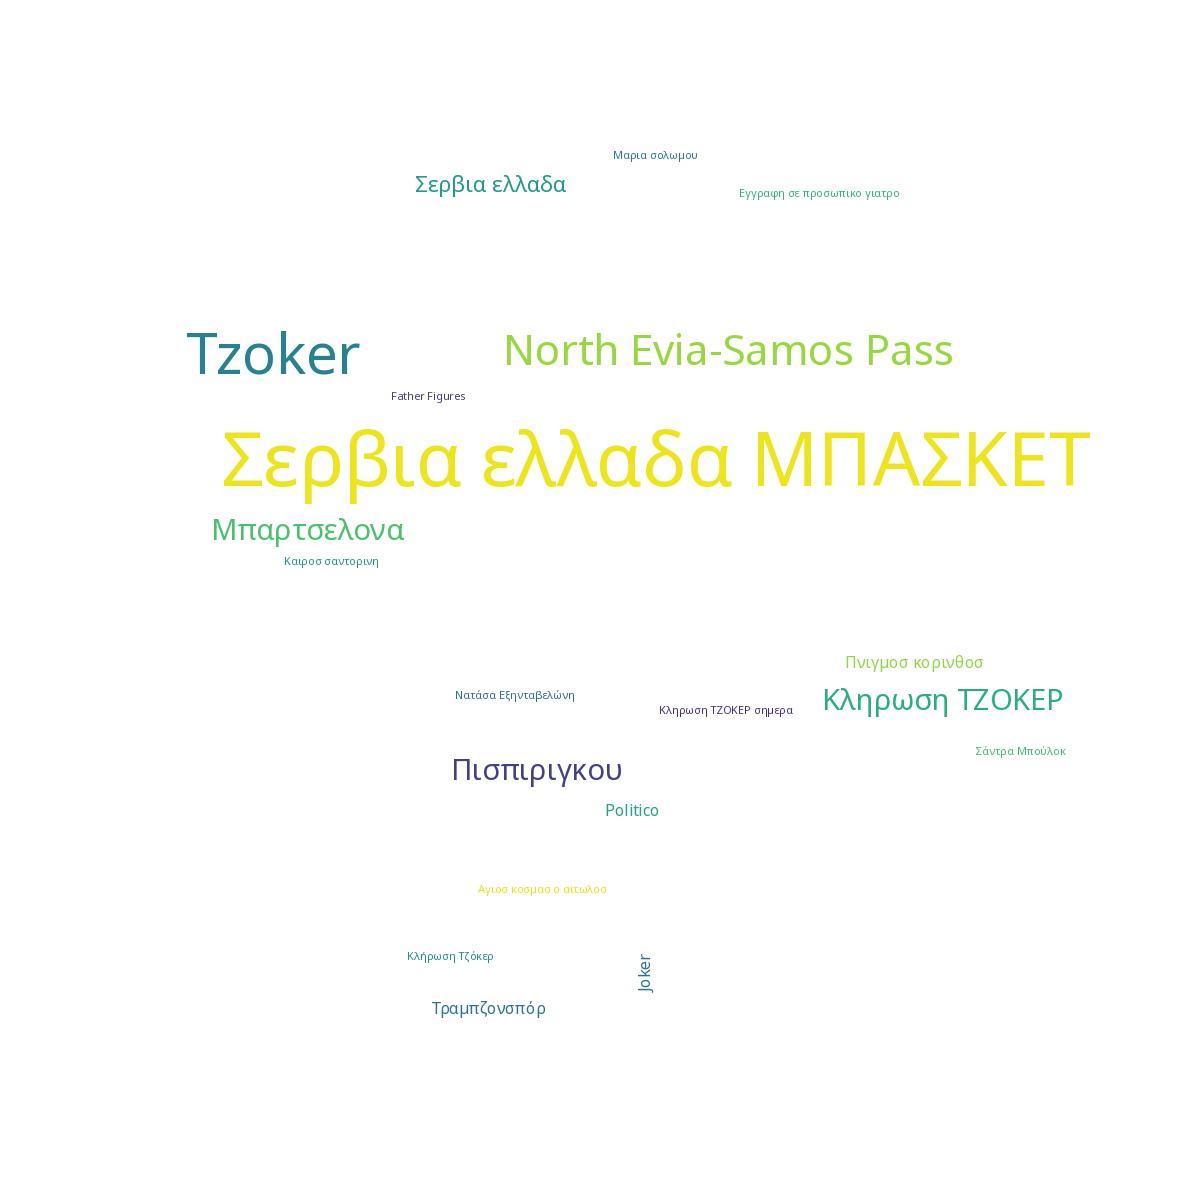 Μαρια σολωμου
Σερβια ελλαδα
Εγγραφη σε προσωπικο γιατρο
Tzoker
North Evia-Samos Pass
Father Figures
Σερβια ελλαδα ΜΠΑΣΚΕΤ
Μπαρτσελονα
Καιροσ σαντορινη
Πνιγμοσ κορινθοσ
Νατάσα Εξηνταβελώνη
Κληρωση ΤΖΟΚΕΡ σημερα
Κληρωση ΤΖΟΚΕΡ
Σάντρα Μπούλοκ
Πισπιριγκου
Politico
Αγιοσ κοσμασ ο αιτωλοσ
Κλήρωση Τζόκερ
Joker
Τραμπζονσπόρ